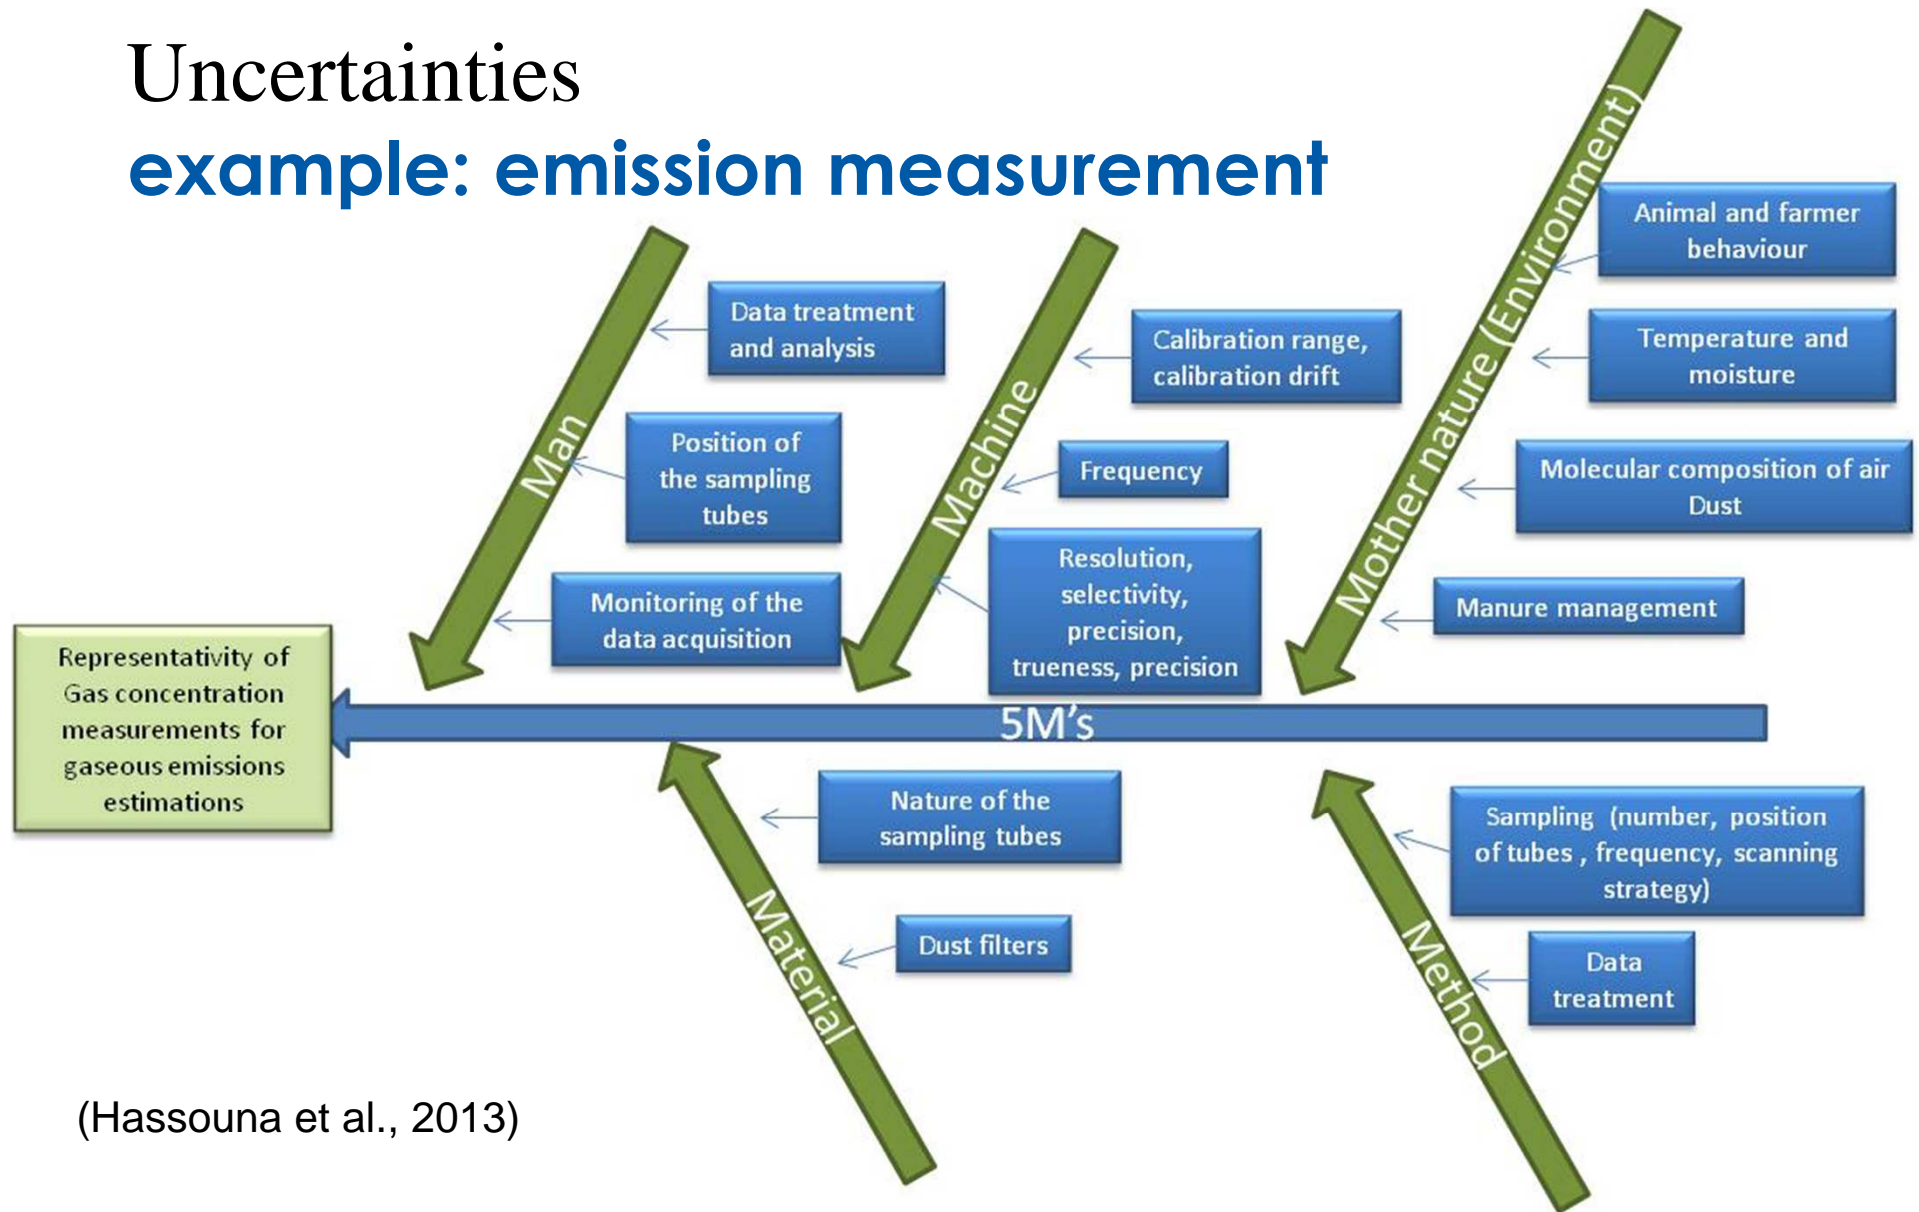 Uncertainties
example: emission measurement
Man
Data treatment
and analysis
Position of
the sampling
tubes
Monitoring of the
data acquisition
Machine
Calibration range,
calibration drift
Frequency
Resolution,
selectivity,
precision,
trueness, precision
Mother nature (Environment)
Animal and farmer
behaviour
Temperature and
moisture
Molecular composition of air
Dust
Manure management
Representativity of
Gas concentration
measurements for
gaseous emissions
estimations
5M's
Material
Nature of the
sampling tubes
Dust filters
Method
Sampling (number, position
of tubes , frequency, scanning
strategy)
Data
treatment
(Hassouna et al., 2013)